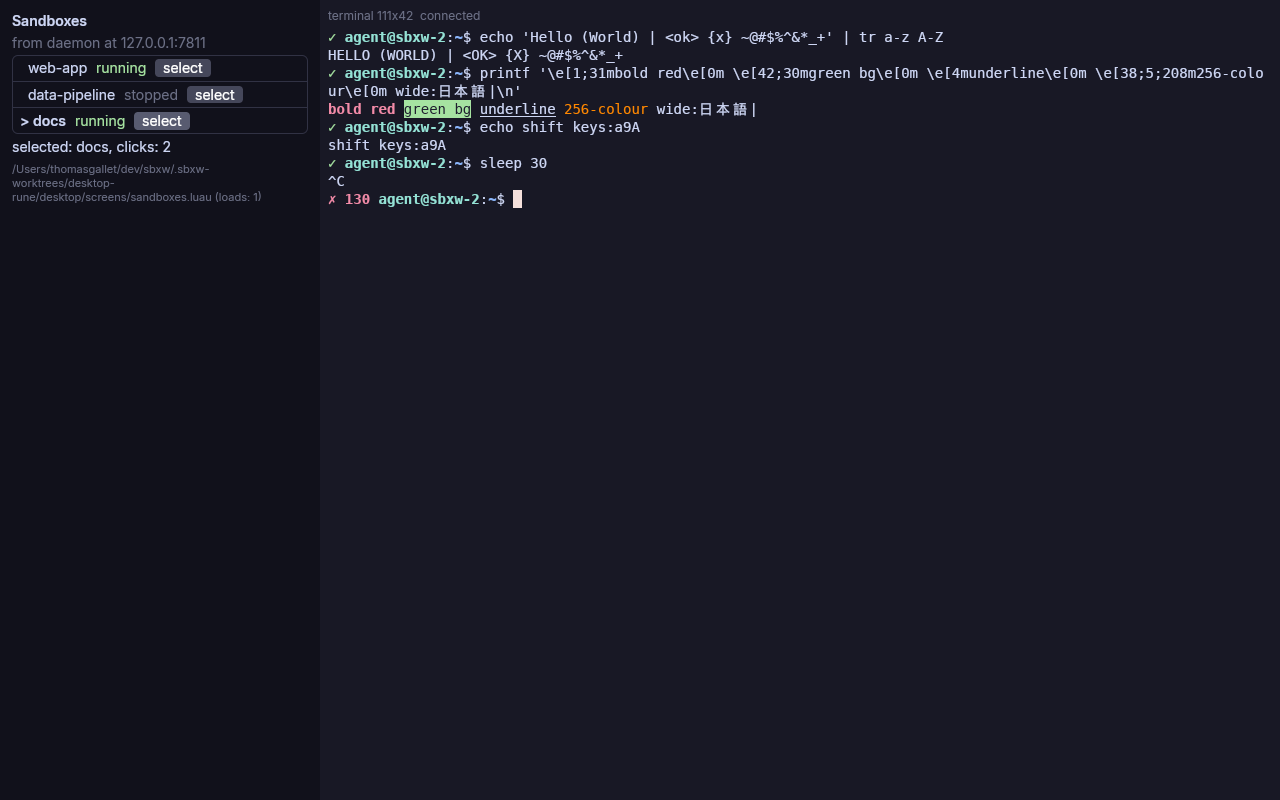 Sandboxes
from daemon at 127.0.0.1:7811
web-app running select
data-pipeline stopped select
> docs running select
selected: docs, clicks: 2
/Users/thomasgallet/dev/sbxw/.sbxw-
worktrees/desktop-
rune/desktop/screens/sandboxes.luau (loads: 1)
terminal 111x42 connected
✓ agent@sbxw-2:~$ echo 'Hello (World) | <ok> {x} ~@#$%^&*_+' | tr a-z A-Z
HELLO (WORLD) | <OK> {X} ~@#$%^&*_+
✓ agent@sbxw-2:~$ printf '\e[1;31mbold red\e[0m \e[42;30mgreen bg\e[0m \e[4munderline\e[0m \e[38;5;208m256-colo
ur\e[0m wide:日本語|\n'
bold red green bg underline 256-colour wide:日本語|
✓ agent@sbxw-2:~$ echo shift keys:a9A
shift keys:a9A
✓ agent@sbxw-2:~$ sleep 30
^C
✗ 130 agent@sbxw-2:~$